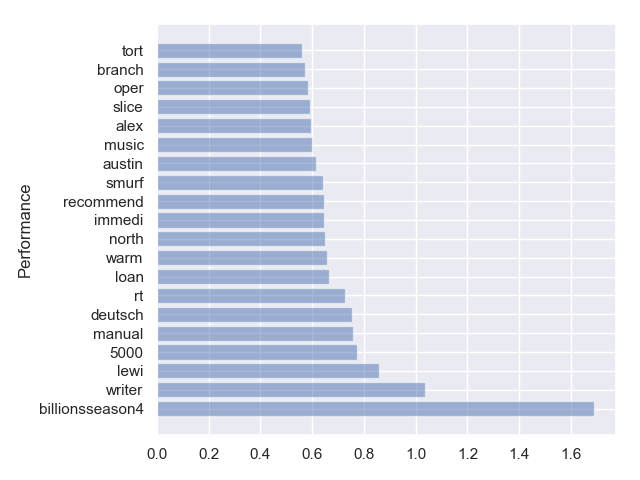 tort
branch
oper
slice
alex
music
austin
smurf
recommend
immedi
north
warm
loan
rt
deutsch
manual
5000
lewi
writer
billionsseason4
Performance
0.0 0.2 0.4 0.6 0.8 1.0 1.2 1.4 1.6